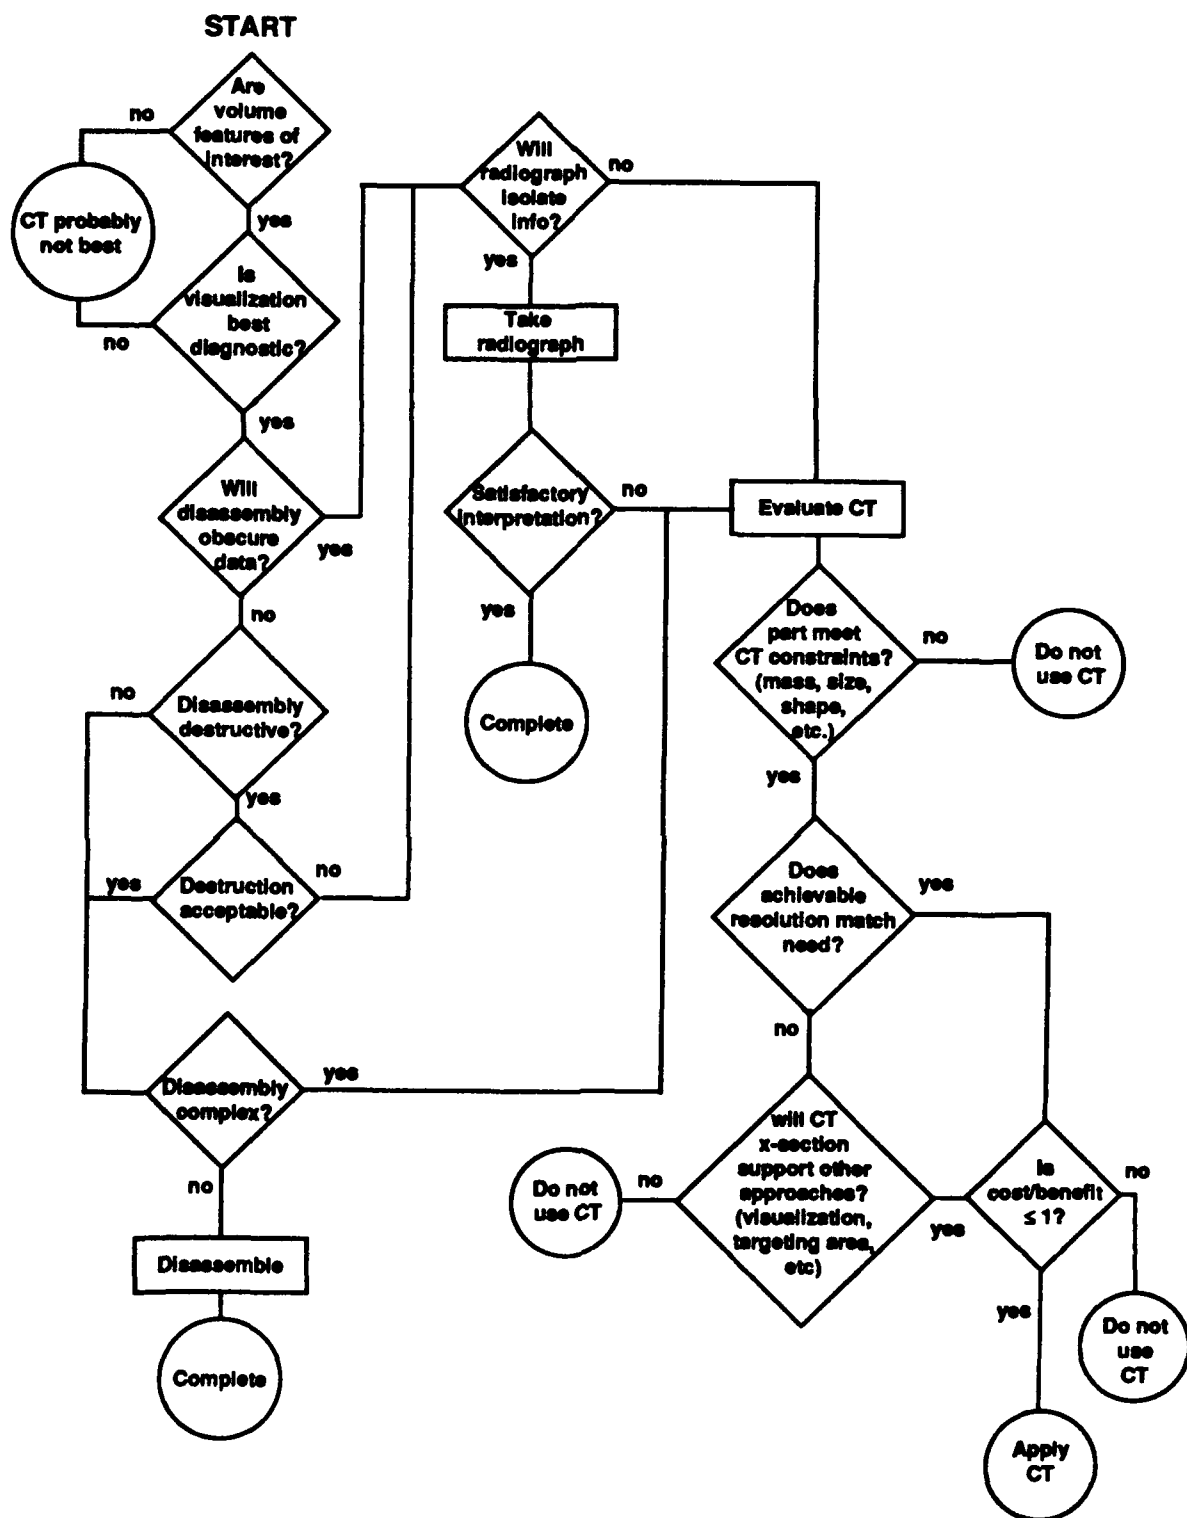 START
Are
volume
features of
interest?
no
yes
CT probably
not best
Is
visualization
best
diagnostic?
no
yes
Will
disassembly
obscure
data?
yes
no
Disassembly
destructive?
no
yes
Destruction
acceptable?
yes
no
Disassembly
complex?
yes
no
Disassemble
Complete
Will
radiograph
isolate
info?
no
yes
Take
radiograph
Satisfactory
interpretation?
no
yes
Complete
Evaluate CT
Does
part meet
CT constraints?
(mass, size,
shape,
etc.)
no
Do not
use CT
yes
Does
achievable
resolution match
need?
yes
no
will CT
x-section
support other
approaches?
(visualization,
targeting area,
etc)
no
Do not
use CT
yes
Is
cost/benefit
≤ 1?
no
Do not
use
CT
yes
Apply
CT